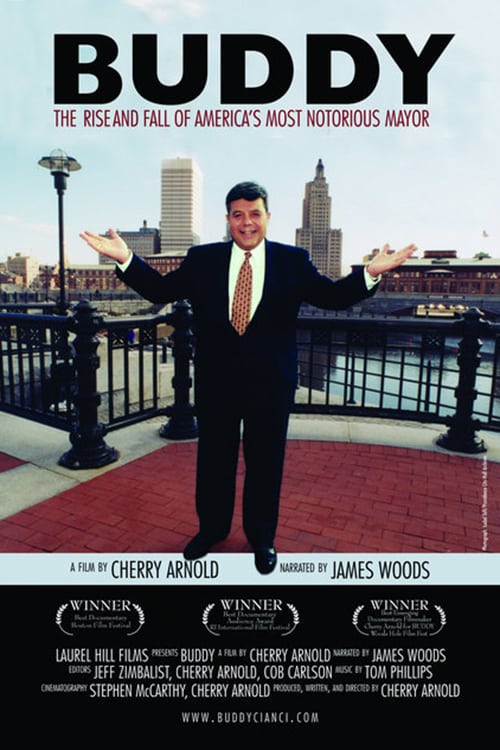 BUDDY
THE RISE AND FALL OF AMERICA'S MOST NOTORIOUS MAYOR
A FILM BY CHERRY ARNOLD NARRATED BY JAMES WOODS
WINNER
Best Documentary
Boston Film Festival
WINNER
Best Documentary
Audience Award
RI International Film Festival
WINNER
Best Emerging
Documentary Filmmaker
Cherry Arnold for BUDDY
Woods Hole Film Fest
LAUREL HILL FILMS PRESENTS BUDDY A FILM BY CHERRY ARNOLD NARRATED BY JAMES WOODS
EDITORS JEFF ZIMBALIST, CHERRY ARNOLD, COB CARLSON MUSIC BY TOM PHILLIPS
CINEMATOGRAPHY STEPHEN McCARTHY, CHERRY ARNOLD PRODUCED, WRITTEN, AND DIRECTED BY CHERRY ARNOLD
WWW.BUDDYCIANCI.COM